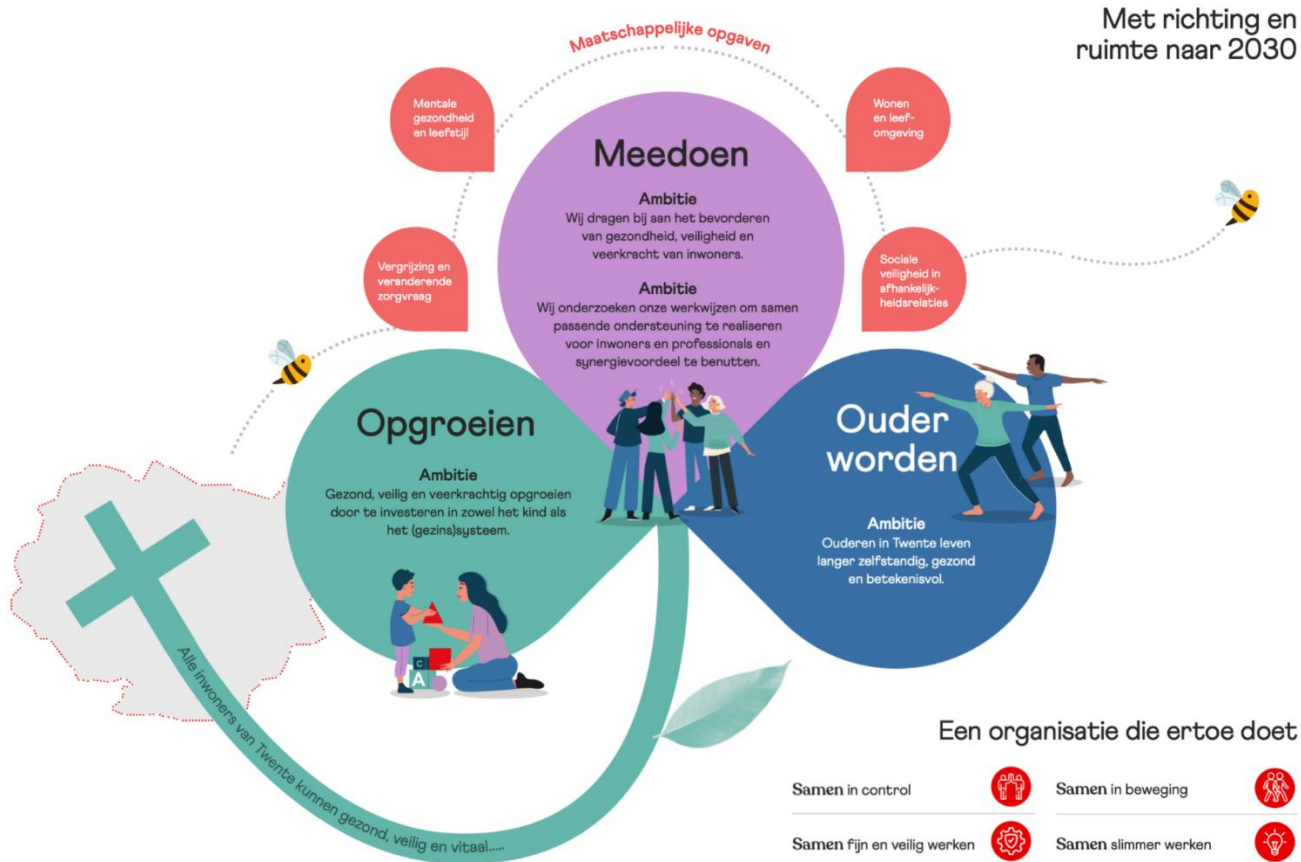 Met richting en
ruimte naar 2030
Maatschappelijke opgaven
Mentale
gezondheid
en leefstijl
Wonen
en leef-
omgeving
Vergrijzing en
veranderende
zorgvraag
Sociale
veiligheid in
afhankelijk-
heidsrelaties
Meedoen
Ambitie
Wij dragen bij aan het bevorderen
van gezondheid, veiligheid en
veerkracht van inwoners.
Ambitie
Wij onderzoeken onze werkwijzen om samen
passende ondersteuning te realiseren
voor inwoners en professionals en
synergievoordeel te benutten.
Opgroeien
Ambitie
Gezond, veilig en veerkrachtig opgroeien
door te investeren in zowel het kind als
het (gezins)systeem.
C
A
Ouder
worden
Ambitie
Ouderen in Twente leven
langer zelfstandig, gezond
en betekenisvol.
Alle inwoners van Twente kunnen gezond, veilig en vitaal.....
Een organisatie die ertoe doet
Samen in control
Samen in beweging
Samen fijn en veilig werken
Samen slimmer werken